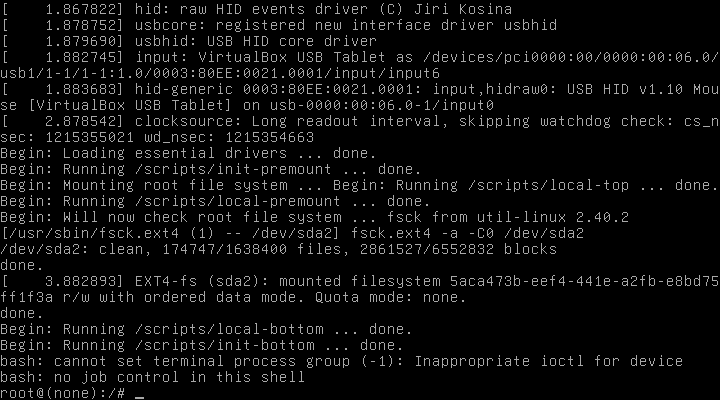 [    1.867822] hid: raw HID events driver (C) Jiri Kosina
[    1.878752] usbcore: registered new interface driver usbhid
[    1.879690] usbhid: USB HID core driver
[    1.882745] input: VirtualBox USB Tablet as /devices/pci0000:00/0000:00:06.0/
usb1/1-1/1-1:1.0/0003:80EE:0021.0001/input/input6
[    1.883683] hid-generic 0003:80EE:0021.0001: input,hidraw0: USB HID v1.10 Mou
se [VirtualBox USB Tablet] on usb-0000:00:06.0-1/input0
[    2.878542] clocksource: Long readout interval, skipping watchdog check: cs_n
sec: 1215355021 wd_nsec: 1215354663
Begin: Loading essential drivers ... done.
Begin: Running /scripts/init-premount ... done.
Begin: Mounting root file system ... Begin: Running /scripts/local-top ... done.
Begin: Running /scripts/local-premount ... done.
Begin: Will now check root file system ... fsck from util-linux 2.40.2
[/usr/sbin/fsck.ext4 (1) -- /dev/sda2] fsck.ext4 -a -C0 /dev/sda2
/dev/sda2: clean, 174747/1638400 files, 2861527/6552832 blocks
done.
[    3.882893] EXT4-fs (sda2): mounted filesystem 5aca473b-eef4-441e-a2fb-e8bd75
ff1f3a r/w with ordered data mode. Quota mode: none.
done.
Begin: Running /scripts/local-bottom ... done.
Begin: Running /scripts/init-bottom ... done.
bash: cannot set terminal process group (-1): Inappropriate ioctl for device
bash: no job control in this shell
root@(none):/# _